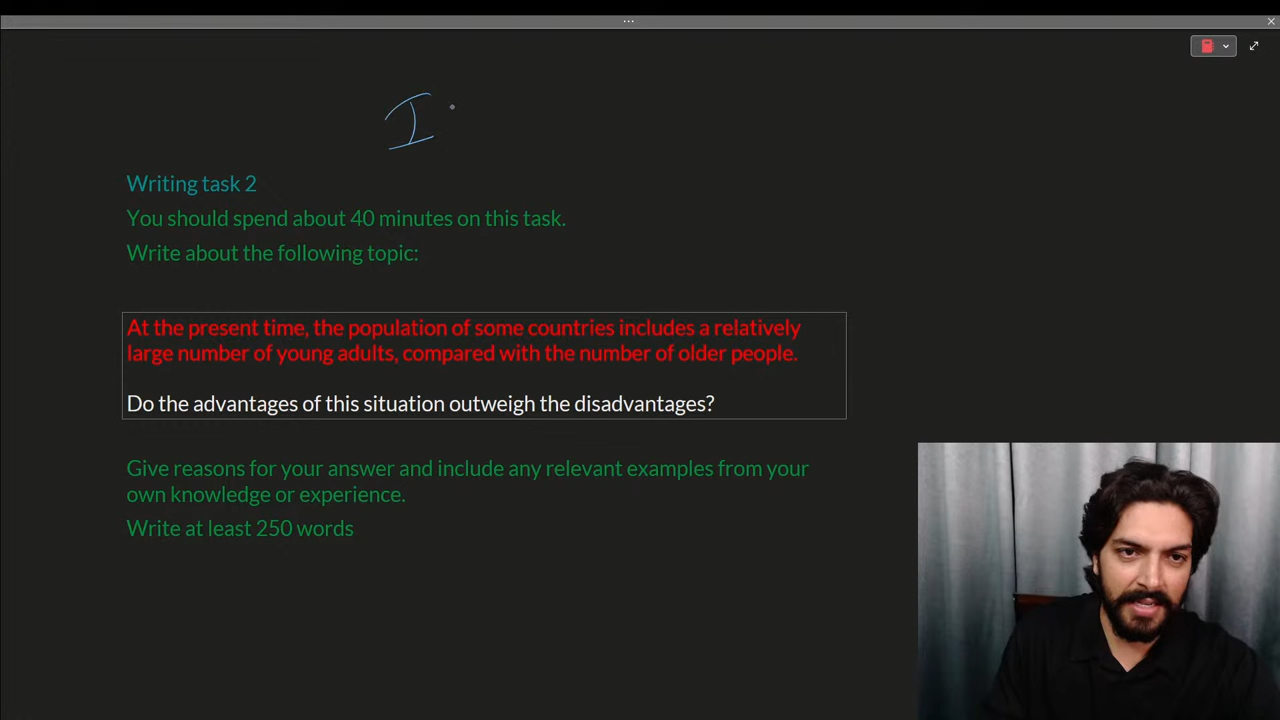 I
Writing task 2
You should spend about 40 minutes on this task.
Write about the following topic:
At the present time, the population of some countries includes a relatively
large number of young adults, compared with the number of older people.
Do the advantages of this situation outweigh the disadvantages?
Give reasons for your answer and include any relevant examples from your
own knowledge or experience.
Write at least 250 words